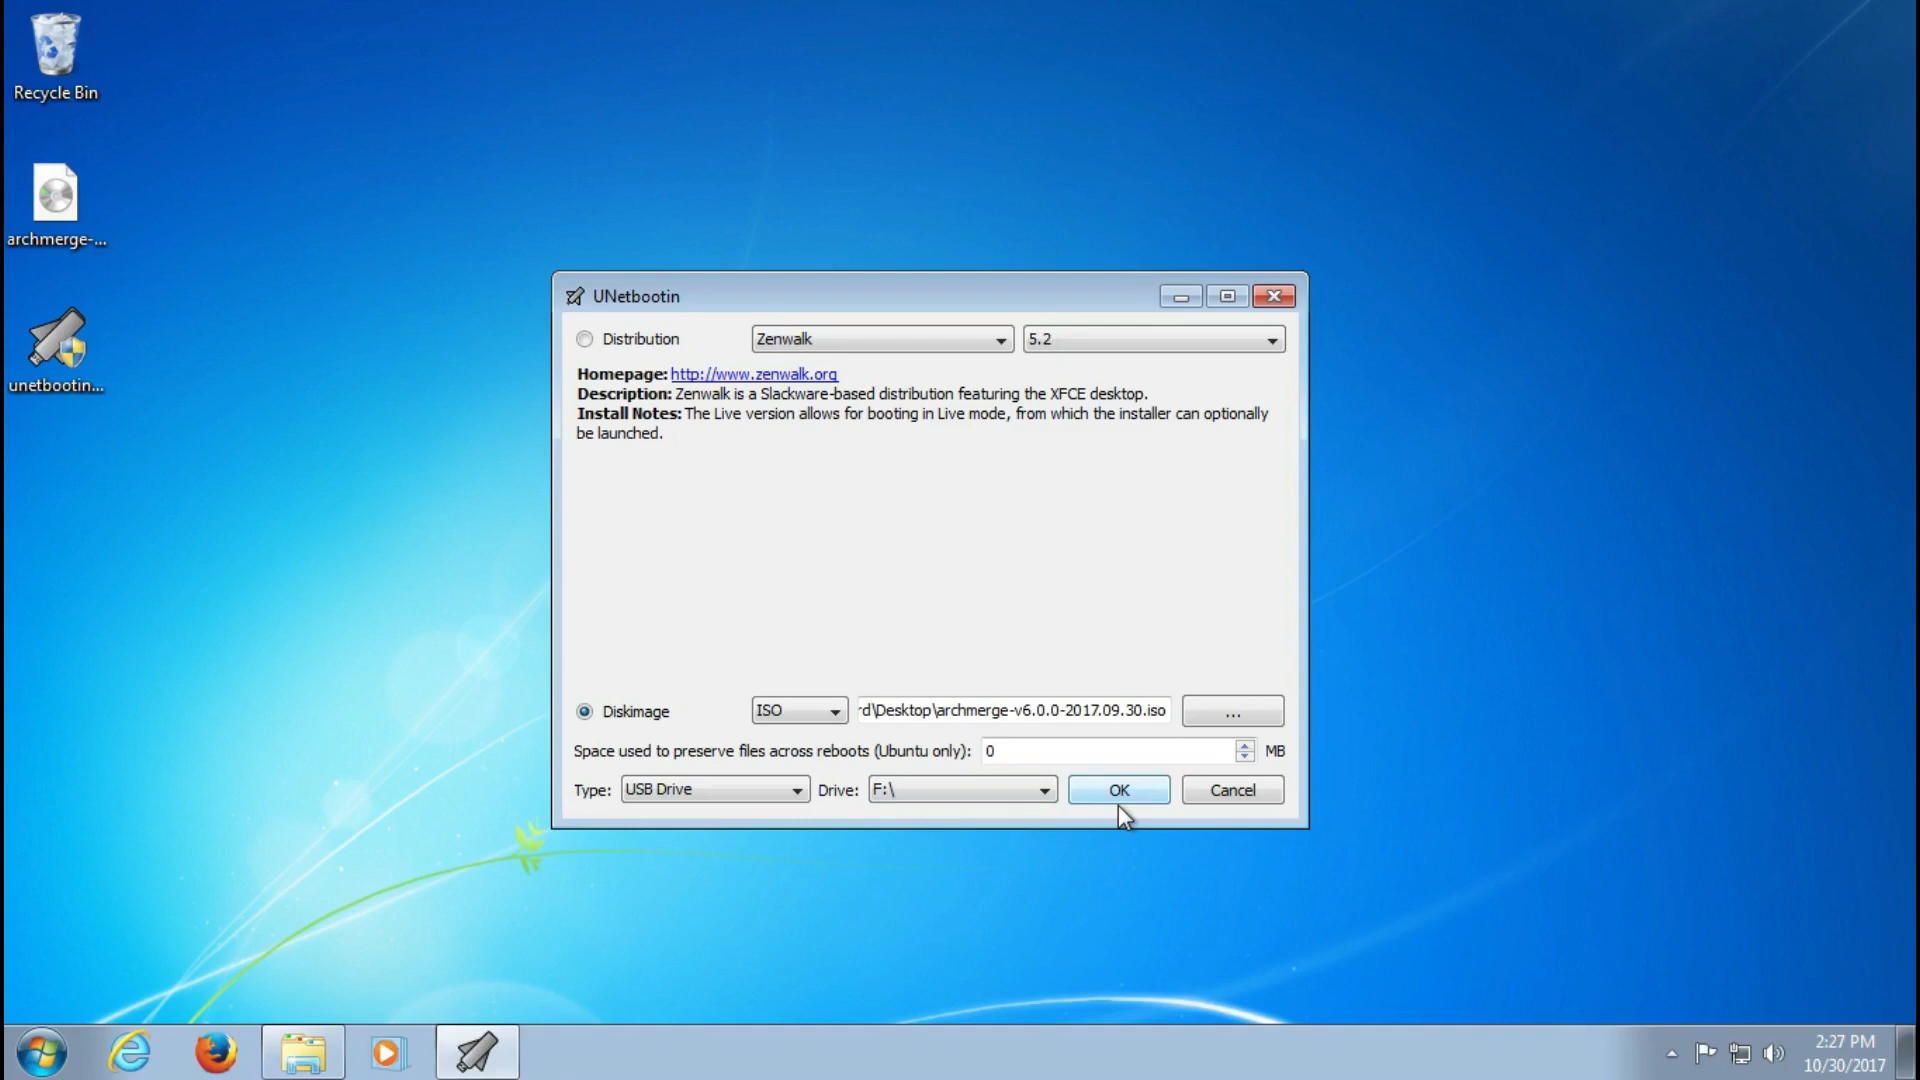 Recycle Bin
archmerge-...
unetbootin...
UNetbootin
Distribution
Zenwalk
5.2
Homepage: http://www.zenwalk.org
Description: Zenwalk is a Slackware-based distribution featuring the XFCE desktop.
Install Notes: The Live version allows for booting in Live mode, from which the installer can optionally
be launched.
Diskimage
ISO
rd\Desktop\archmerge-v6.0.0-2017.09.30.iso
...
Space used to preserve files across reboots (Ubuntu only):
0
MB
Type:
USB Drive
Drive:
F:\
OK
Cancel
2:27 PM
10/30/2017